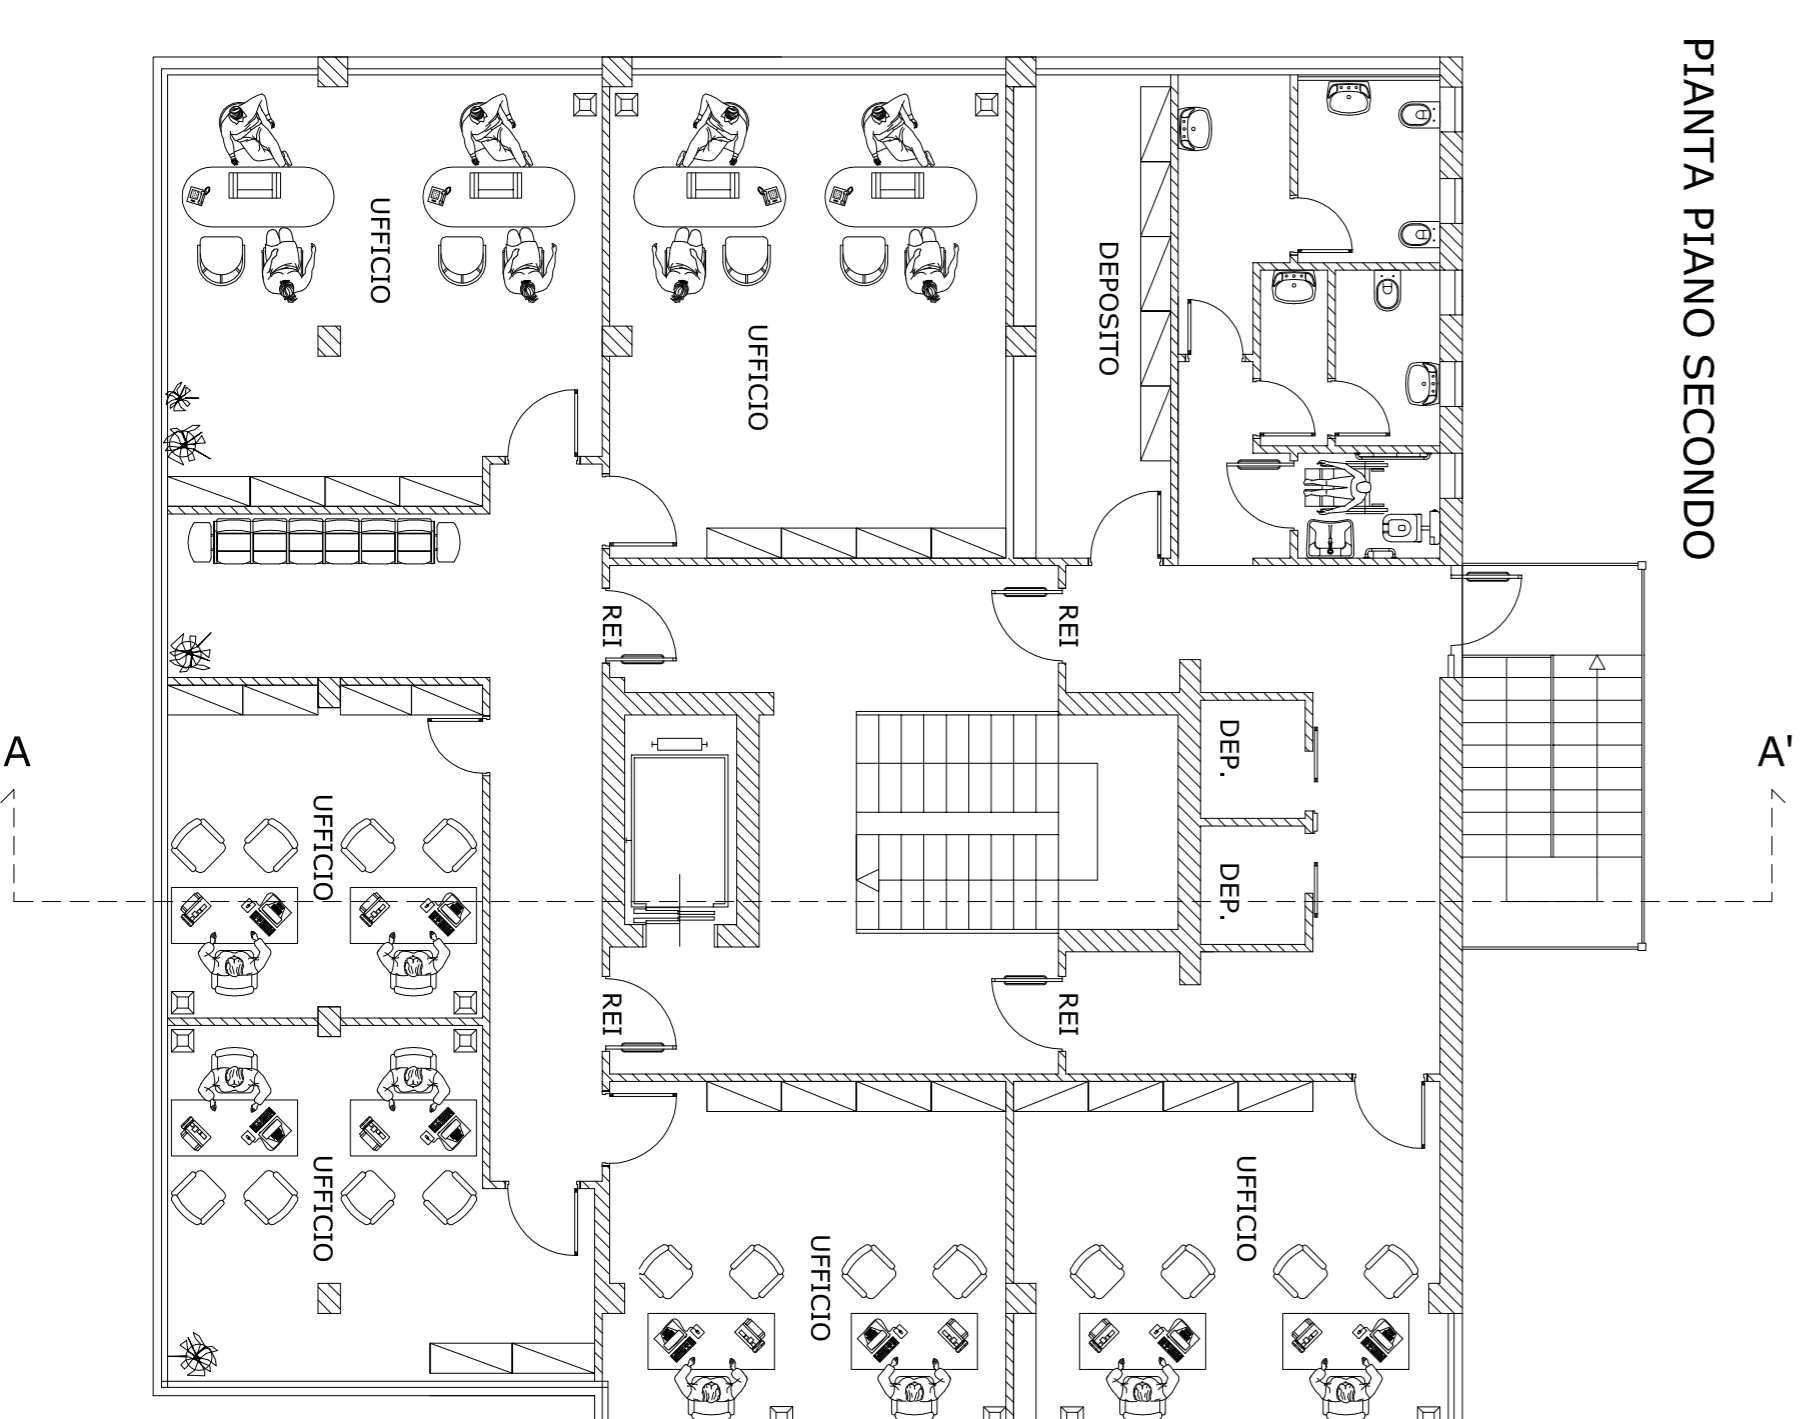 PIANTA PIANO SECONDO
UFFICIO
UFFICIO
DEPOSITO
REI
REI
DEP.
A
A'
UFFICIO
DEP.
REI
REI
UFFICIO
UFFICIO
UFFICIO